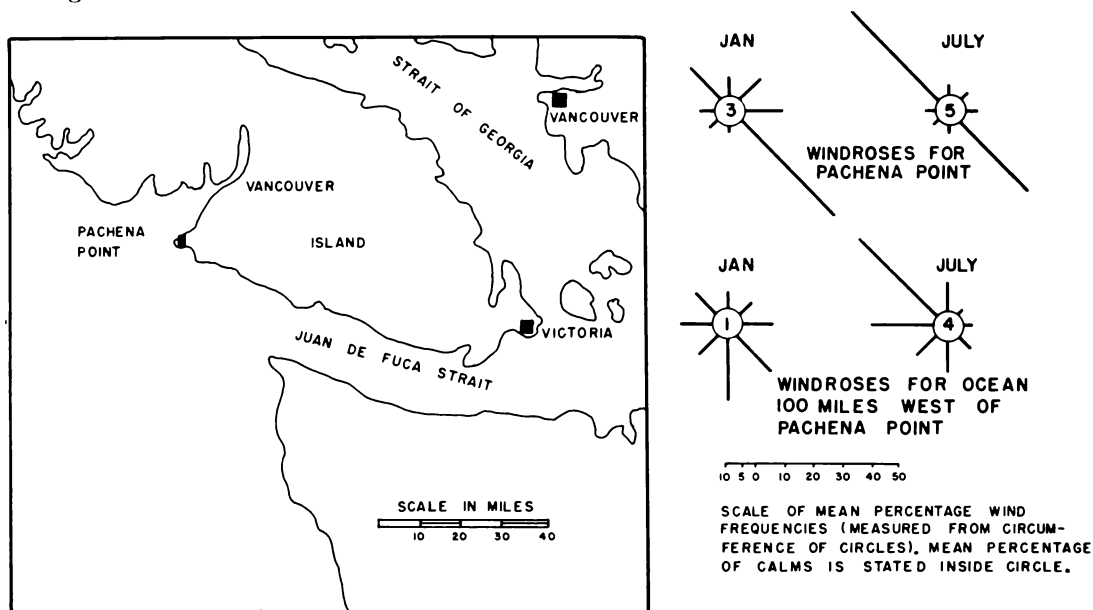 STRAIT OF GEORGIA
VANCOUVER
VANCOUVER
ISLAND
PACHENA
POINT
VICTORIA
JUAN DE FUCA STRAIT
SCALE IN MILES
10 20 30 40
JAN
JULY
3
5
WINDROSES FOR
PACHENA POINT
JAN
JULY
1
4
WINDROSES FOR OCEAN
100 MILES WEST OF
PACHENA POINT
10 5 0 10 20 30 40 50
SCALE OF MEAN PERCENTAGE WIND
FREQUENCIES (MEASURED FROM CIRCUM-
FERENCE OF CIRCLES). MEAN PERCENTAGE
OF CALMS IS STATED INSIDE CIRCLE.